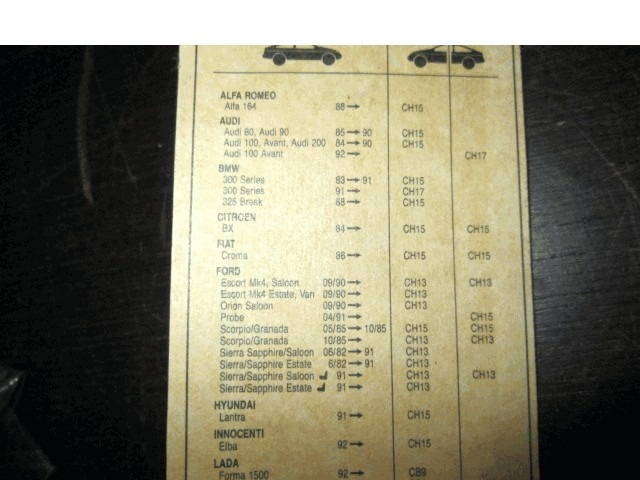 ALFA ROMEO
Alfa 164 88 → CH15
AUDI
Audi 80, Audi 90 85 → 90 CH15
Audi 100, Avant, Audi 200 84 → 90 CH15
Audi 100 Avant 92 → CH17
BMW
300 Series 83 → 91 CH15
300 Series 91 → CH17
325 Break 88 → CH15
CITROEN
BX 84 → CH15 CH15
FIAT
Croma 86 → CH15 CH15
FORD
Escort Mk4, Saloon 09/90 → CH13 CH13
Escort Mk4 Estate, Van 09/90 → CH13
Orion Saloon 09/90 → CH13
Probe 04/91 → CH15
Scorpio/Granada 05/85 → 10/85 CH15 CH15
Scorpio/Granada 10/85 → CH13 CH13
Sierra Sapphire/Saloon 06/82 → 91 CH13
Sierra Sapphire Estate 6/82 → 91 CH13
Sierra/Sapphire Saloon 91 → CH13 CH13
Sierra/Sapphire Estate 91 → CH13
HYUNDAI
Lantra 91 → CH15
INNOCENTI
Elba 92 → CH15
LADA
Forma 1500 92 → CB9